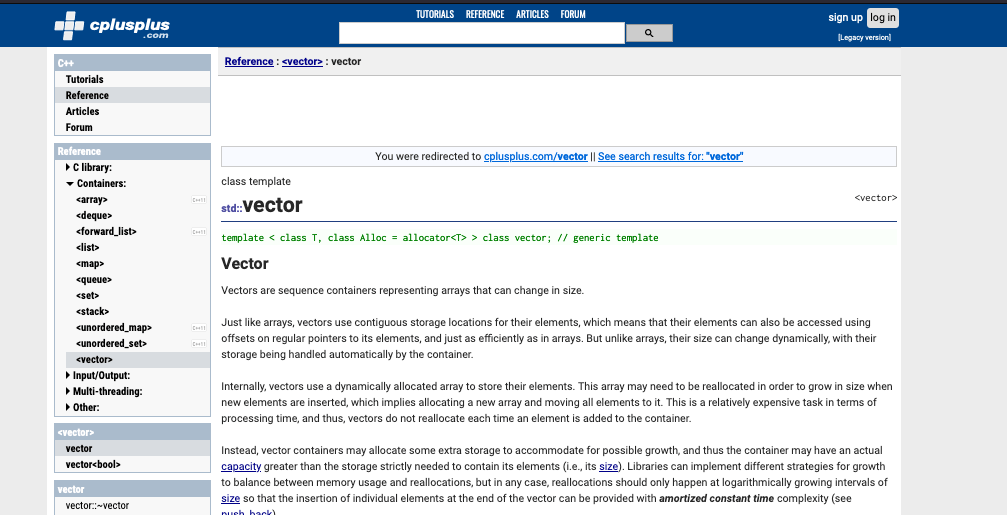 cplusplus
.com
TUTORIALS REFERENCE ARTICLES FORUM
sign up log in
[Legacy version]
C++
Tutorials
Reference
Articles
Forum
Reference
C library:
Containers:
<array>
<deque>
<forward_list>
<list>
<map>
<queue>
<set>
<stack>
<unordered_map>
<unordered_set>
<vector>
Input/Output:
Multi-threading:
Other:
<vector>
vector
vector<bool>
vector
vector::~vector
Reference : <vector> : vector
You were redirected to cplusplus.com/vector || See search results for: "vector"
class template
<vector>
std::vector
template < class T, class Alloc = allocator<T> > class vector; // generic template
Vector
Vectors are sequence containers representing arrays that can change in size.
Just like arrays, vectors use contiguous storage locations for their elements, which means that their elements can also be accessed using
offsets on regular pointers to its elements, and just as efficiently as in arrays. But unlike arrays, their size can change dynamically, with their
storage being handled automatically by the container.
Internally, vectors use a dynamically allocated array to store their elements. This array may need to be reallocated in order to grow in size when
new elements are inserted, which implies allocating a new array and moving all elements to it. This is a relatively expensive task in terms of
processing time, and thus, vectors do not reallocate each time an element is added to the container.
Instead, vector containers may allocate some extra storage to accommodate for possible growth, and thus the container may have an actual
capacity greater than the storage strictly needed to contain its elements (i.e., its size). Libraries can implement different strategies for growth
to balance between memory usage and reallocations, but in any case, reallocations should only happen at logarithmically growing intervals of
size so that the insertion of individual elements at the end of the vector can be provided with amortized constant time complexity (see
push_back).